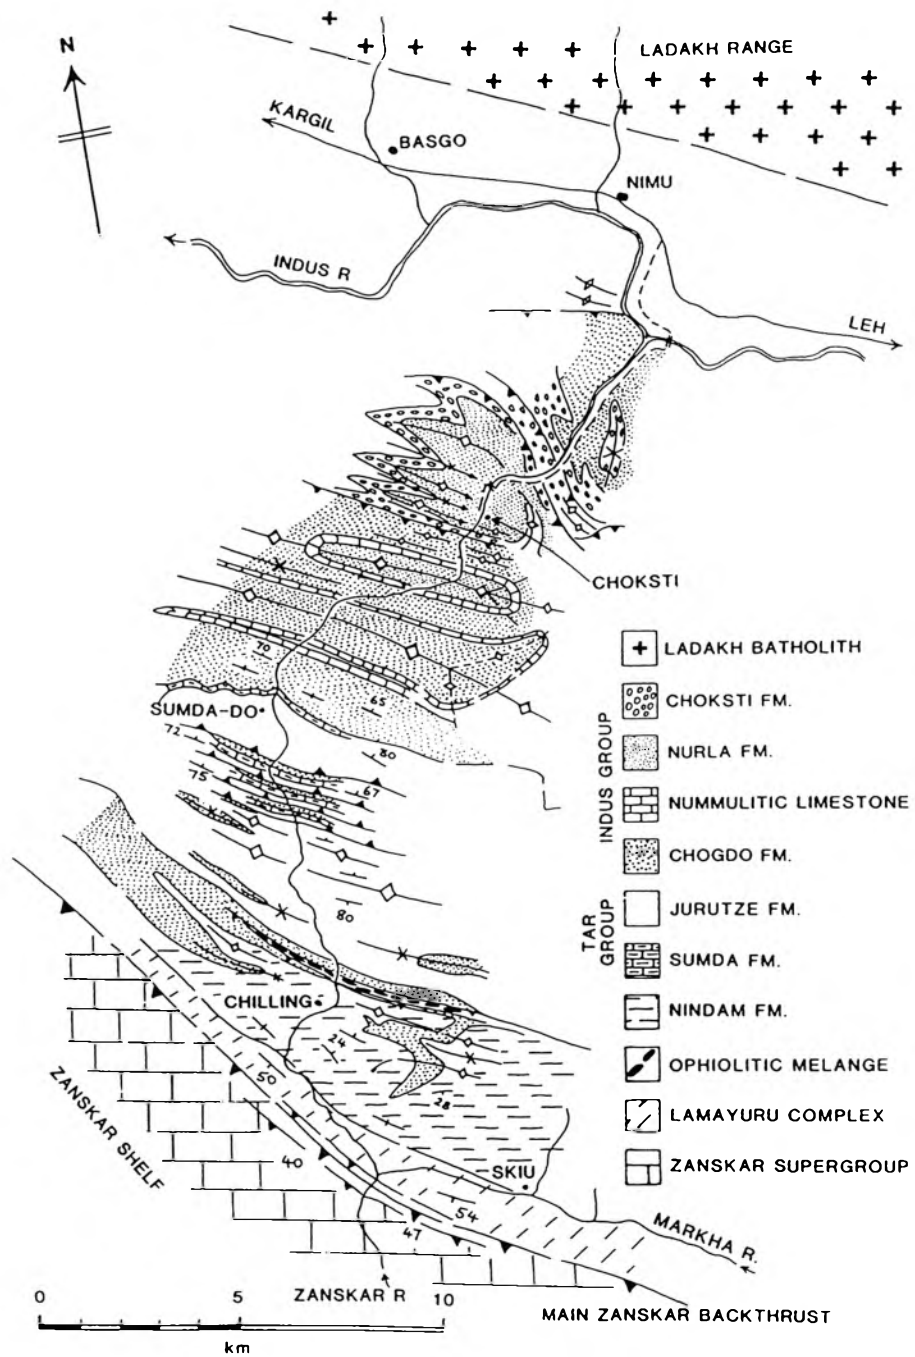 N
LADAKH RANGE
KARGIL
BASGO
NIMU
INDUS R
LEH
CHOKSTI
70
SUMDA-DO
65
72
80
75
67
80
CHILLING
24
50
28
ZANSKAR SHELF
40
SKIU
54
47
MARKHA R.
ZANSKAR R
MAIN ZANSKAR BACKTHRUST
0 5 10
km
LADAKH BATHOLITH
INDUS GROUP
CHOKSTI FM.
NURLA FM.
NUMMULITIC LIMESTONE
CHOGDO FM.
TAR GROUP
JURUTZE FM.
SUMDA FM.
NINDAM FM.
OPHIOLITIC MELANGE
LAMAYURU COMPLEX
ZANSKAR SUPERGROUP